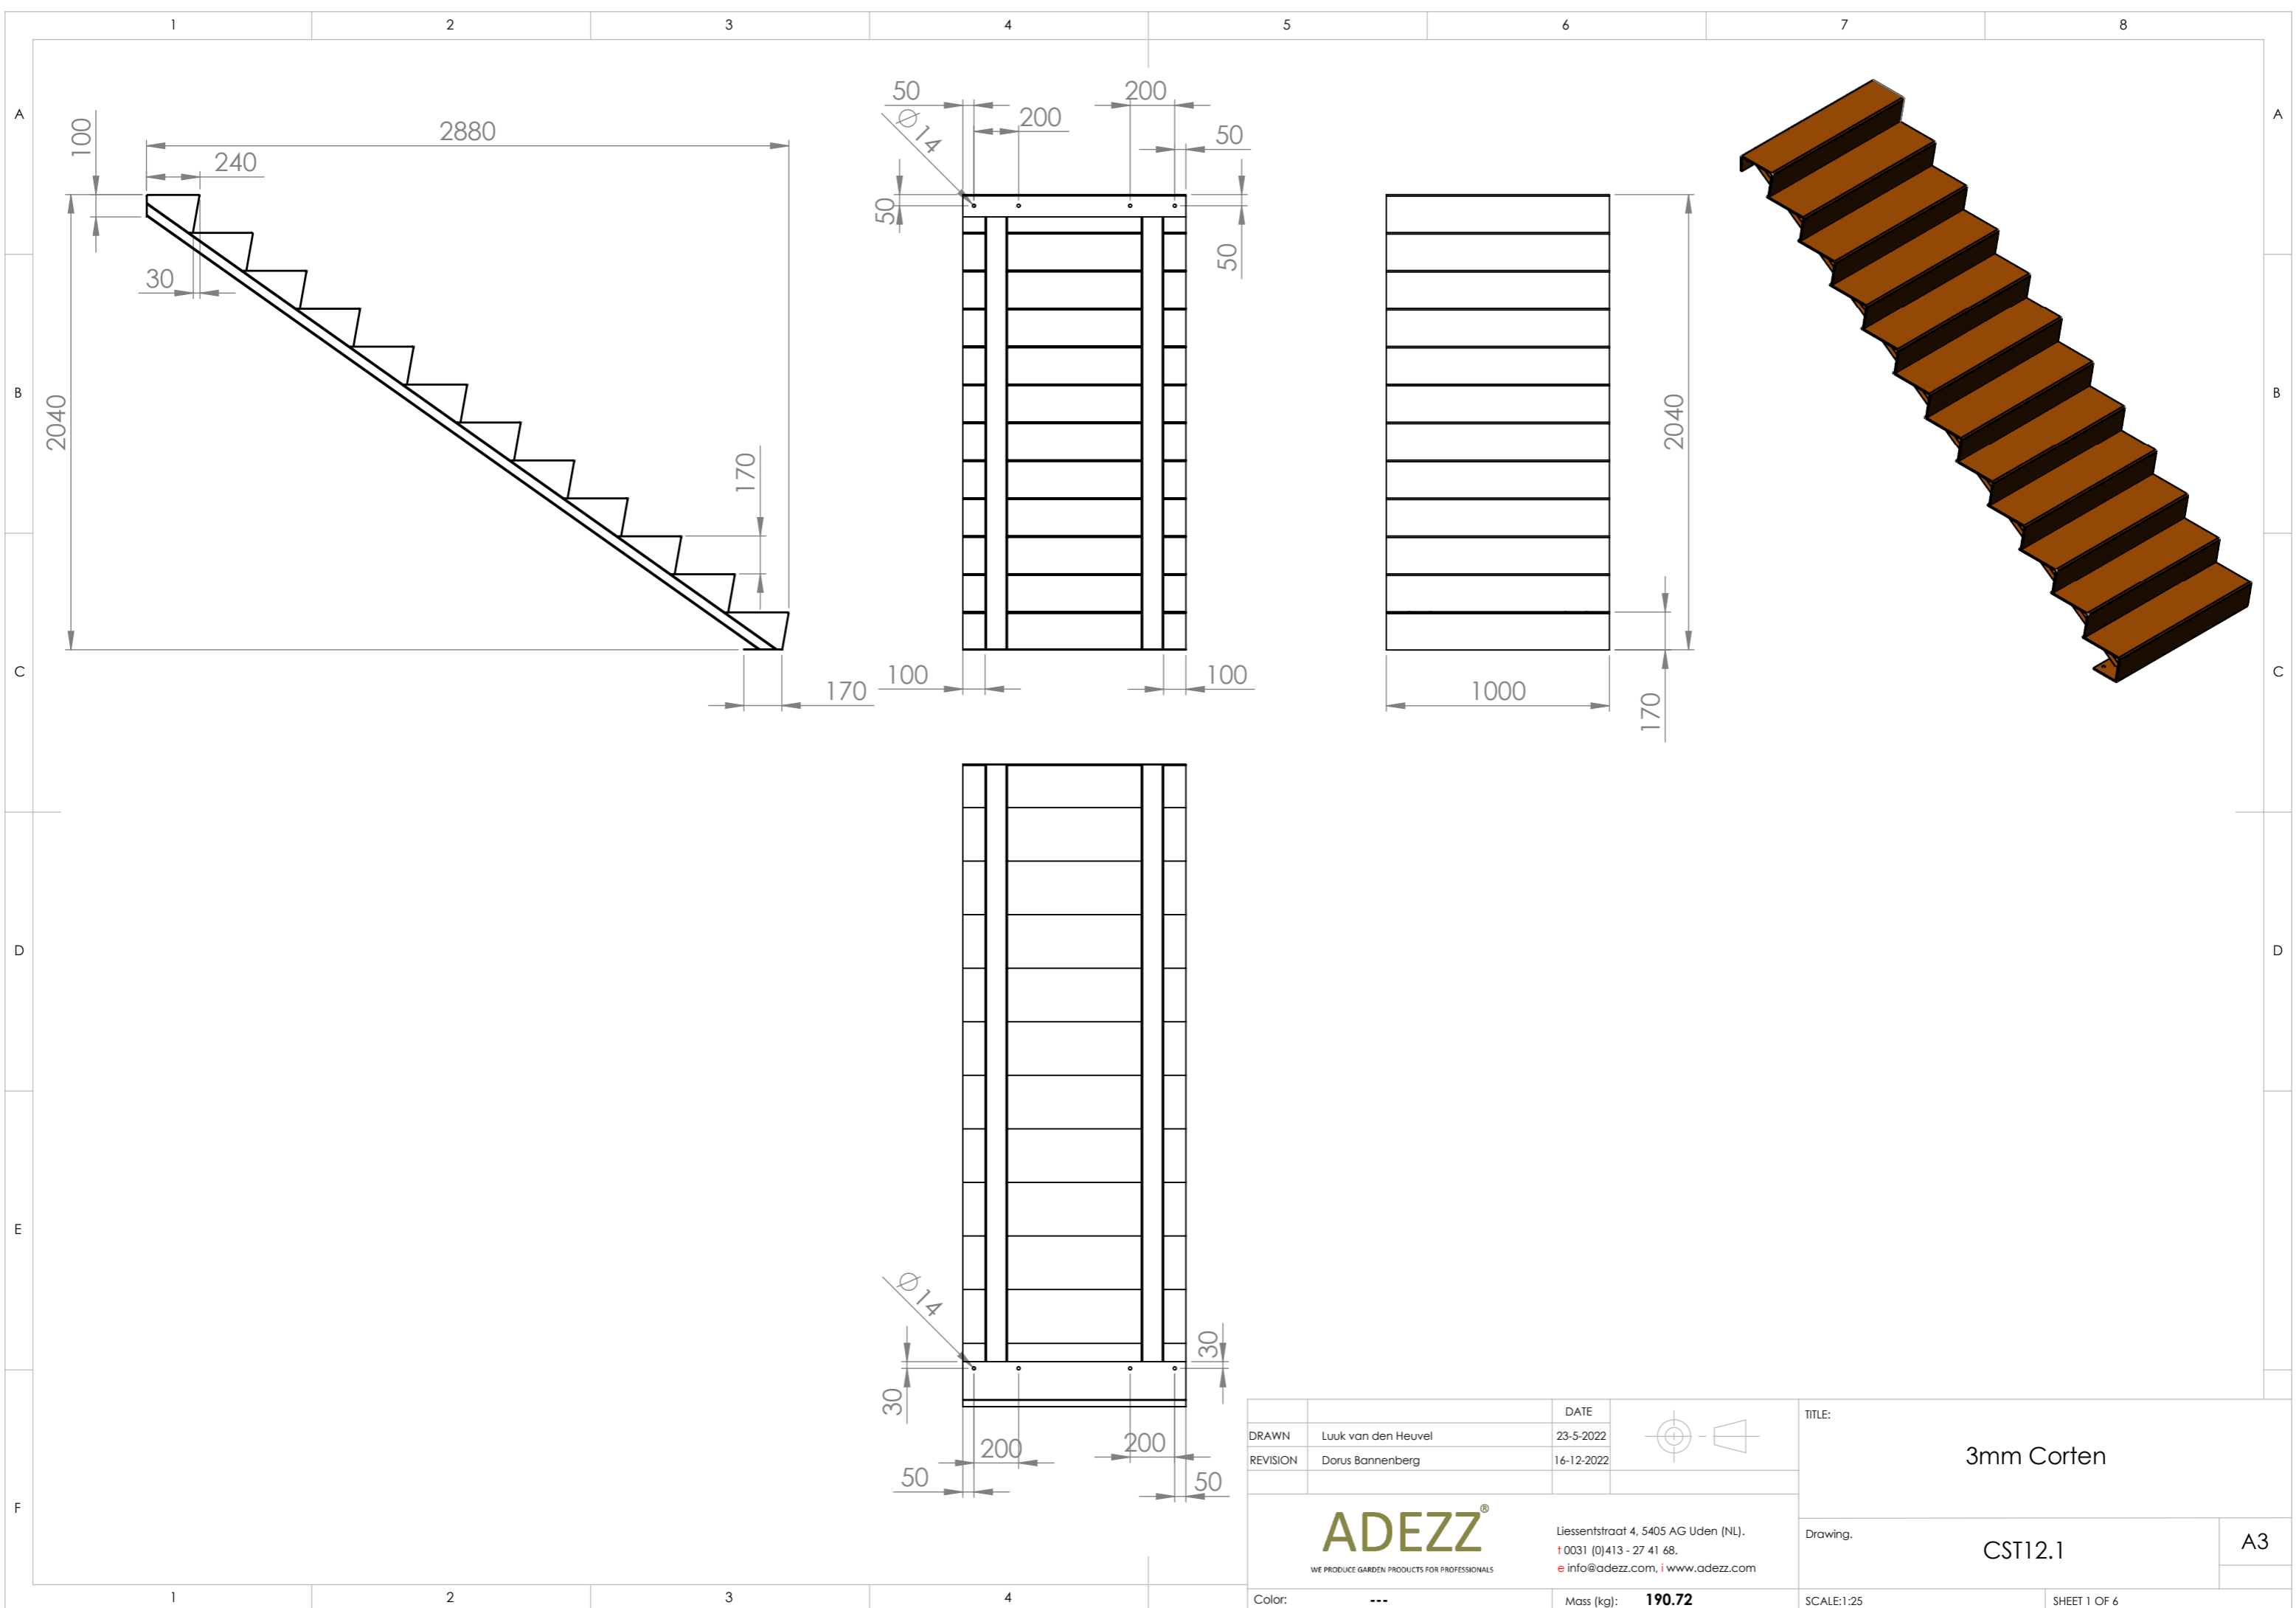 1 2 3 4 5 6 7 8
A A
B B
C C
D D
E
F
1 2 3 4
100
2880
240
30
2040
170
170
50
200
Ø14
200
50
50
50
100
100
2040
1000
170
Ø14
30
30
200
200
50
50
DATE
DRAWN Luuk van den Heuvel 23-5-2022
REVISION Dorus Bannenberg 16-12-2022
TITLE:
3mm Corten
ADEZZ®
WE PRODUCE GARDEN PRODUCTS FOR PROFESSIONALS
Liessentstraat 4, 5405 AG Uden (NL).
t 0031 (0)413 - 27 41 68.
e info@adezz.com, i www.adezz.com
Drawing.
CST12.1
A3
Color: ---
Mass (kg): 190.72
SCALE:1:25
SHEET 1 OF 6